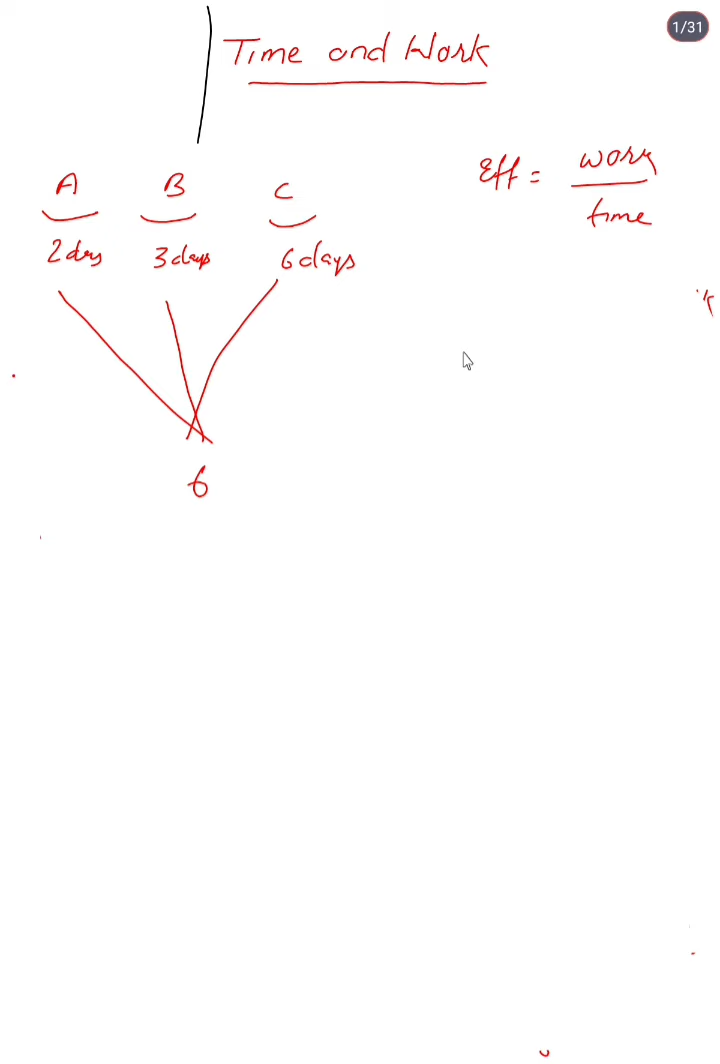 1/31
Time and Work
A B C
2 days 3 days 6 days
Eff = work
time
6